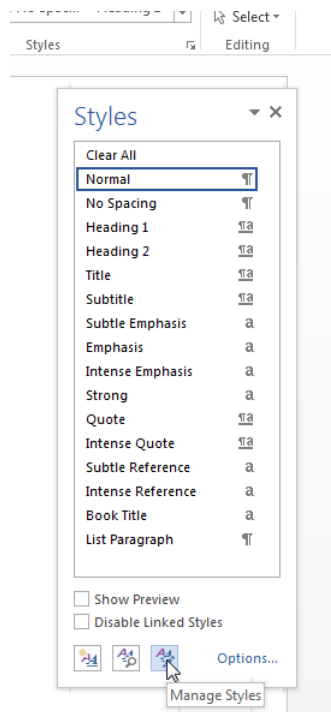 Select
Styles
Editing
Styles
Clear All
Normal ¶
No Spacing ¶
Heading 1 ¶a
Heading 2 ¶a
Title ¶a
Subtitle ¶a
Subtle Emphasis a
Emphasis a
Intense Emphasis a
Strong a
Quote ¶a
Intense Quote ¶a
Subtle Reference a
Intense Reference a
Book Title a
List Paragraph ¶
Show Preview
Disable Linked Styles
Options...
Manage Styles